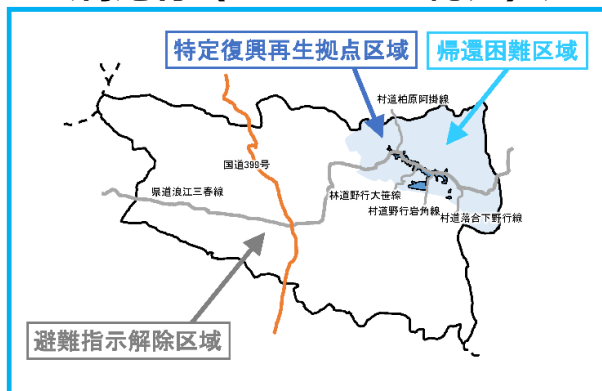 特定復興再生拠点区域
帰還困難区域
村道柏原阿掛線
国道399号
県道浪江三春線
林道野行大笹線
村道野行岩角線
村道落合下野行線
避難指示解除区域